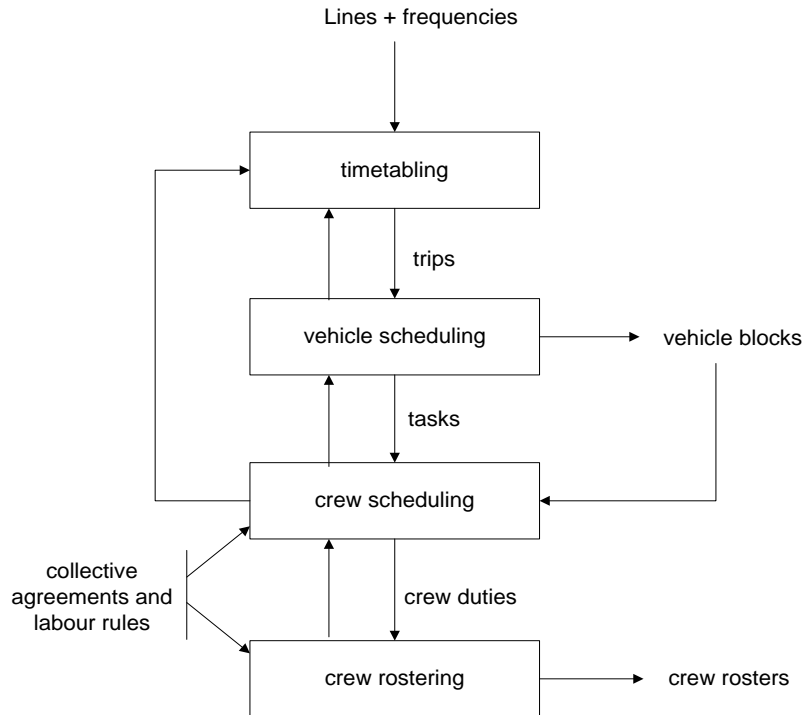 Lines + frequencies
timetabling
trips
vehicle scheduling
vehicle blocks
tasks
crew scheduling
collective
agreements and
labour rules
crew duties
crew rostering
crew rosters